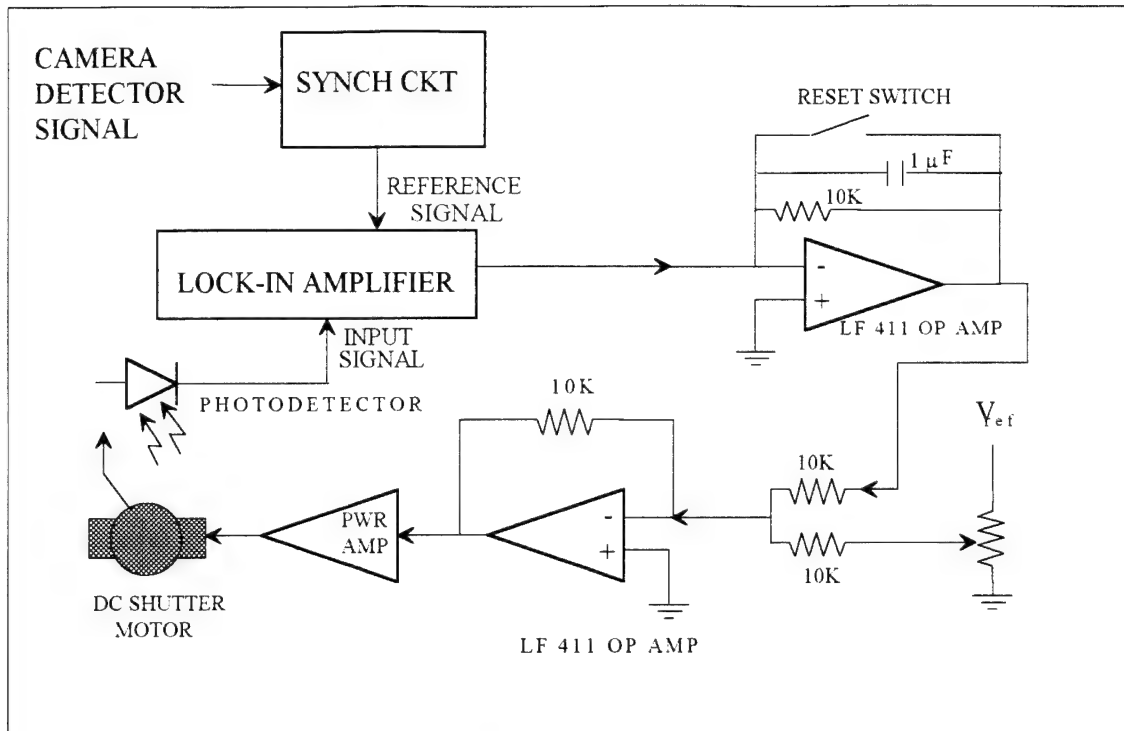 CAMERA
DETECTOR
SIGNAL
SYNCH CKT
RESET SWITCH
1 µF
10K
REFERENCE
SIGNAL
LOCK-IN AMPLIFIER
-
+
LF 411 OP AMP
INPUT
SIGNAL
PHOTODETECTOR
10K
Vref
10K
10K
-
+
PWR
AMP
DC SHUTTER
MOTOR
LF 411 OP AMP